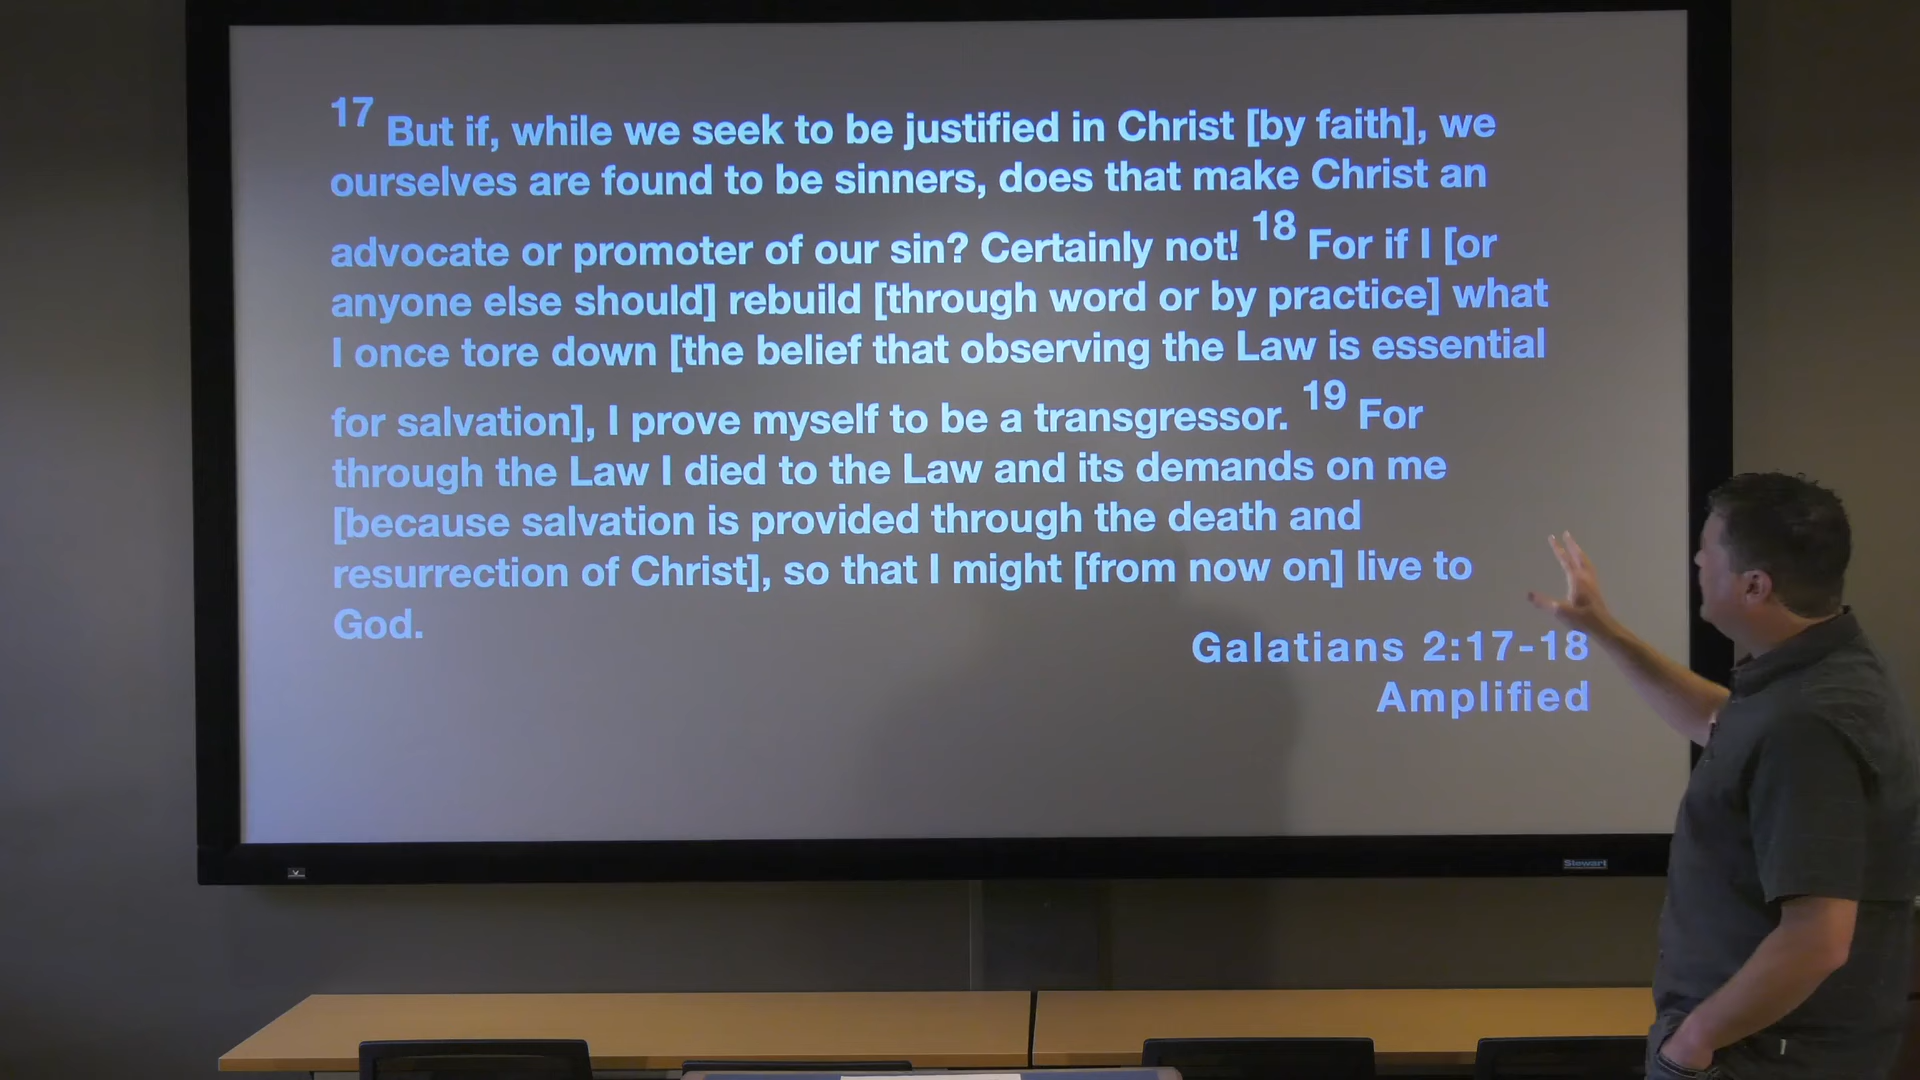 17 But if, while we seek to be justified in Christ [by faith], we
ourselves are found to be sinners, does that make Christ an
advocate or promoter of our sin? Certainly not! 18 For if I [or
anyone else should] rebuild [through word or by practice] what
I once tore down [the belief that observing the Law is essential
for salvation], I prove myself to be a transgressor. 19 For
through the Law I died to the Law and its demands on me
[because salvation is provided through the death and
resurrection of Christ], so that I might [from now on] live to
God.
Galatians 2:17-18
Amplified
Stewart